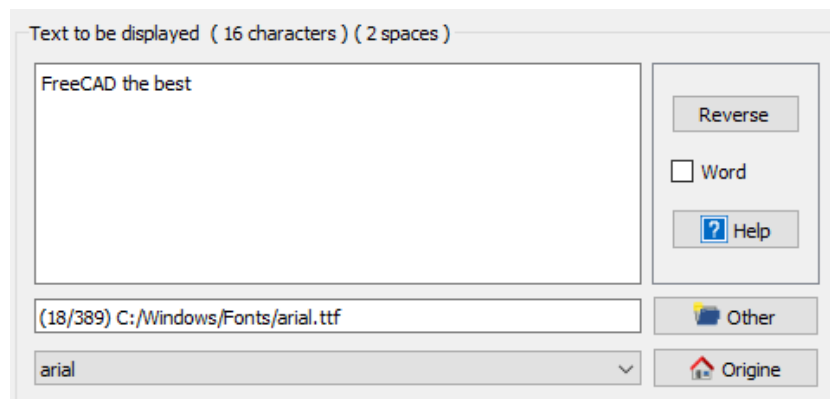 Text to be displayed ( 16 characters ) ( 2 spaces )
FreeCAD the best
Reverse
Word
Help
(18/389) C:/Windows/Fonts/arial.ttf
Other
arial
Origine